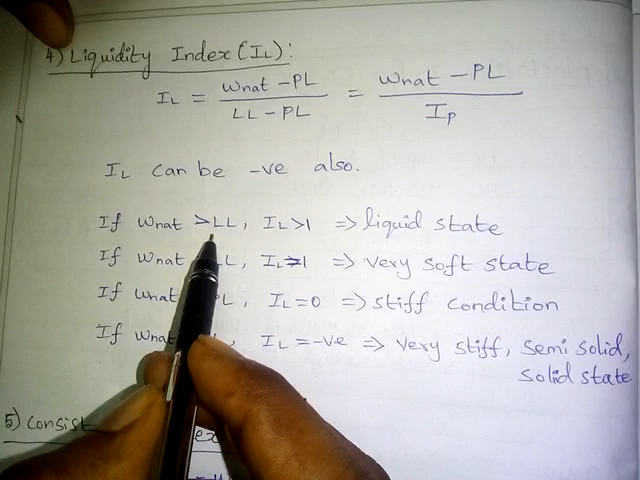 4) Liquidity Index (IL):
IL = Wnat - PL / LL - PL = Wnat - PL / Ip
IL can be -ve also.
If Wnat > LL, IL > 1 => liquid state
If Wnat LL, IL = 1 => very soft state
If Wnat PL, IL = 0 => stiff condition
If Wnat , IL = -ve => very stiff, semi solid,
solid state
5)